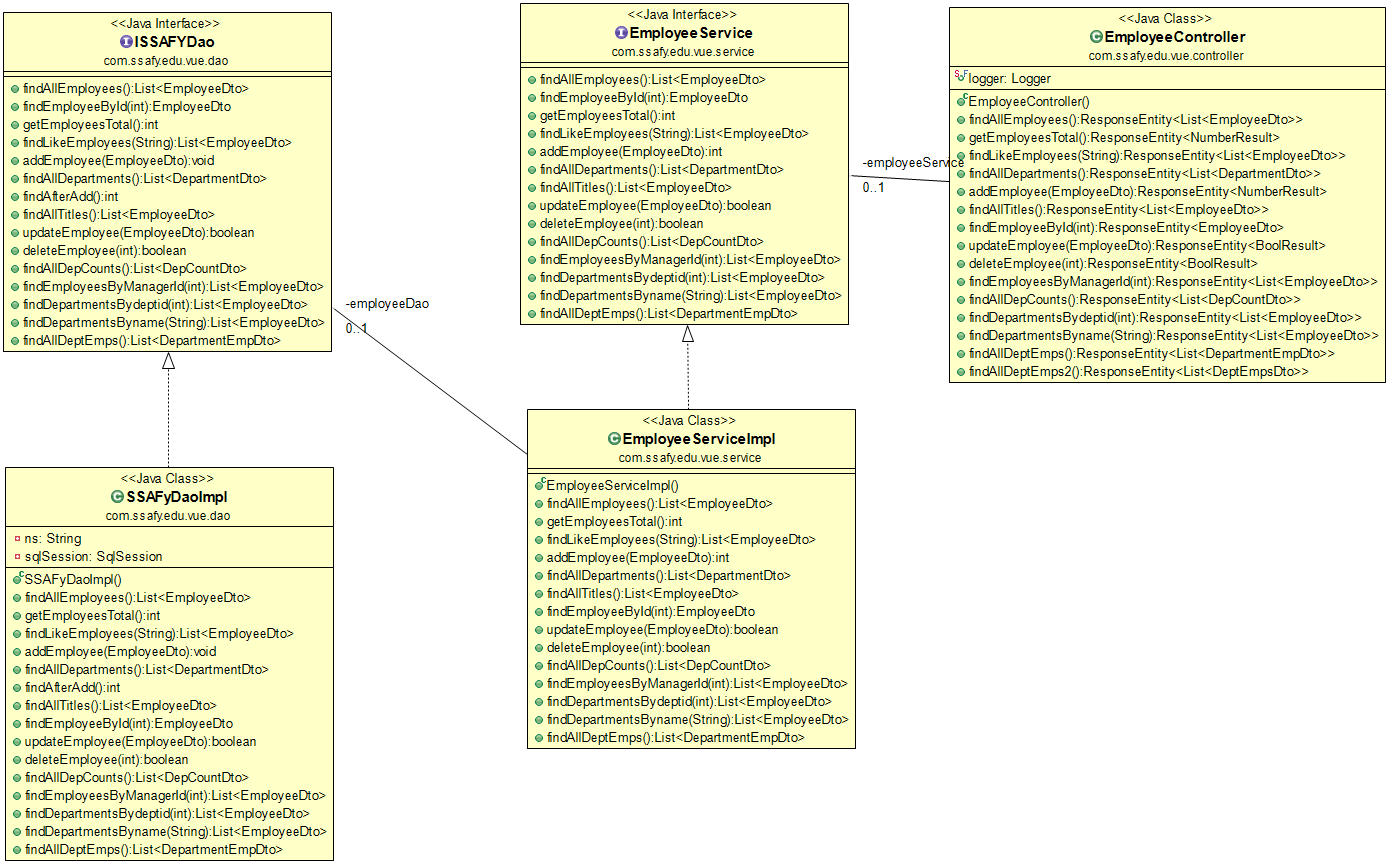 <<Java Interface>>
ISSAFYDao
com.ssafy.edu.vue.dao
findAllEmployees():List<EmployeeDto>
findEmployeeById(int):EmployeeDto
getEmployeesTotal():int
findLikeEmployees(String):List<EmployeeDto>
addEmployee(EmployeeDto):void
findAllDepartments():List<DepartmentDto>
findAfterAdd():int
findAllTitles():List<EmployeeDto>
updateEmployee(EmployeeDto):boolean
deleteEmployee(int):boolean
findAllDepCounts():List<DepCountDto>
findEmployeesByManagerId(int):List<EmployeeDto>
findDepartmentsBydeptid(int):List<EmployeeDto>
findDepartmentsByname(String):List<EmployeeDto>
findAllDeptEmps():List<DepartmentEmpDto>
<<Java Interface>>
EmployeeService
com.ssafy.edu.vue.service
findAllEmployees():List<EmployeeDto>
findEmployeeById(int):EmployeeDto
getEmployeesTotal():int
findLikeEmployees(String):List<EmployeeDto>
addEmployee(EmployeeDto):int
findAllDepartments():List<DepartmentDto>
findAllTitles():List<EmployeeDto>
updateEmployee(EmployeeDto):boolean
deleteEmployee(int):boolean
findAllDepCounts():List<DepCountDto>
findEmployeesByManagerId(int):List<EmployeeDto>
findDepartmentsBydeptid(int):List<EmployeeDto>
findDepartmentsByname(String):List<EmployeeDto>
findAllDeptEmps():List<DepartmentEmpDto>
-employeeService
0..1
<<Java Class>>
EmployeeController
com.ssafy.edu.vue.controller
logger: Logger
EmployeeController()
findAllEmployees():ResponseEntity<List<EmployeeDto>>
getEmployeesTotal():ResponseEntity<NumberResult>
findLikeEmployees(String):ResponseEntity<List<EmployeeDto>>
findAllDepartments():ResponseEntity<List<DepartmentDto>>
addEmployee(EmployeeDto):ResponseEntity<NumberResult>
findAllTitles():ResponseEntity<List<EmployeeDto>>
findEmployeeById(int):ResponseEntity<EmployeeDto>
updateEmployee(EmployeeDto):ResponseEntity<BoolResult>
deleteEmployee(int):ResponseEntity<BoolResult>
findEmployeesByManagerId(int):ResponseEntity<List<EmployeeDto>>
findAllDepCounts():ResponseEntity<List<DepCountDto>>
findDepartmentsBydeptid(int):ResponseEntity<List<EmployeeDto>>
findDepartmentsByname(String):ResponseEntity<List<EmployeeDto>>
findAllDeptEmps():ResponseEntity<List<DepartmentEmpDto>>
findAllDeptEmps2():ResponseEntity<List<DeptEmpsDto>>
-employeeDao
0..1
<<Java Class>>
SSAFyDaoImpl
com.ssafy.edu.vue.dao
ns: String
sqlSession: SqlSession
SSAFyDaoImpl()
findAllEmployees():List<EmployeeDto>
getEmployeesTotal():int
findLikeEmployees(String):List<EmployeeDto>
addEmployee(EmployeeDto):void
findAllDepartments():List<DepartmentDto>
findAfterAdd():int
findAllTitles():List<EmployeeDto>
findEmployeeById(int):EmployeeDto
updateEmployee(EmployeeDto):boolean
deleteEmployee(int):boolean
findAllDepCounts():List<DepCountDto>
findEmployeesByManagerId(int):List<EmployeeDto>
findDepartmentsBydeptid(int):List<EmployeeDto>
findDepartmentsByname(String):List<EmployeeDto>
findAllDeptEmps():List<DepartmentEmpDto>
<<Java Class>>
EmployeeServiceImpl
com.ssafy.edu.vue.service
EmployeeServiceImpl()
findAllEmployees():List<EmployeeDto>
getEmployeesTotal():int
findLikeEmployees(String):List<EmployeeDto>
addEmployee(EmployeeDto):int
findAllDepartments():List<DepartmentDto>
findAllTitles():List<EmployeeDto>
findEmployeeById(int):EmployeeDto
updateEmployee(EmployeeDto):boolean
deleteEmployee(int):boolean
findAllDepCounts():List<DepCountDto>
findEmployeesByManagerId(int):List<EmployeeDto>
findDepartmentsBydeptid(int):List<EmployeeDto>
findDepartmentsByname(String):List<EmployeeDto>
findAllDeptEmps():List<DepartmentEmpDto>